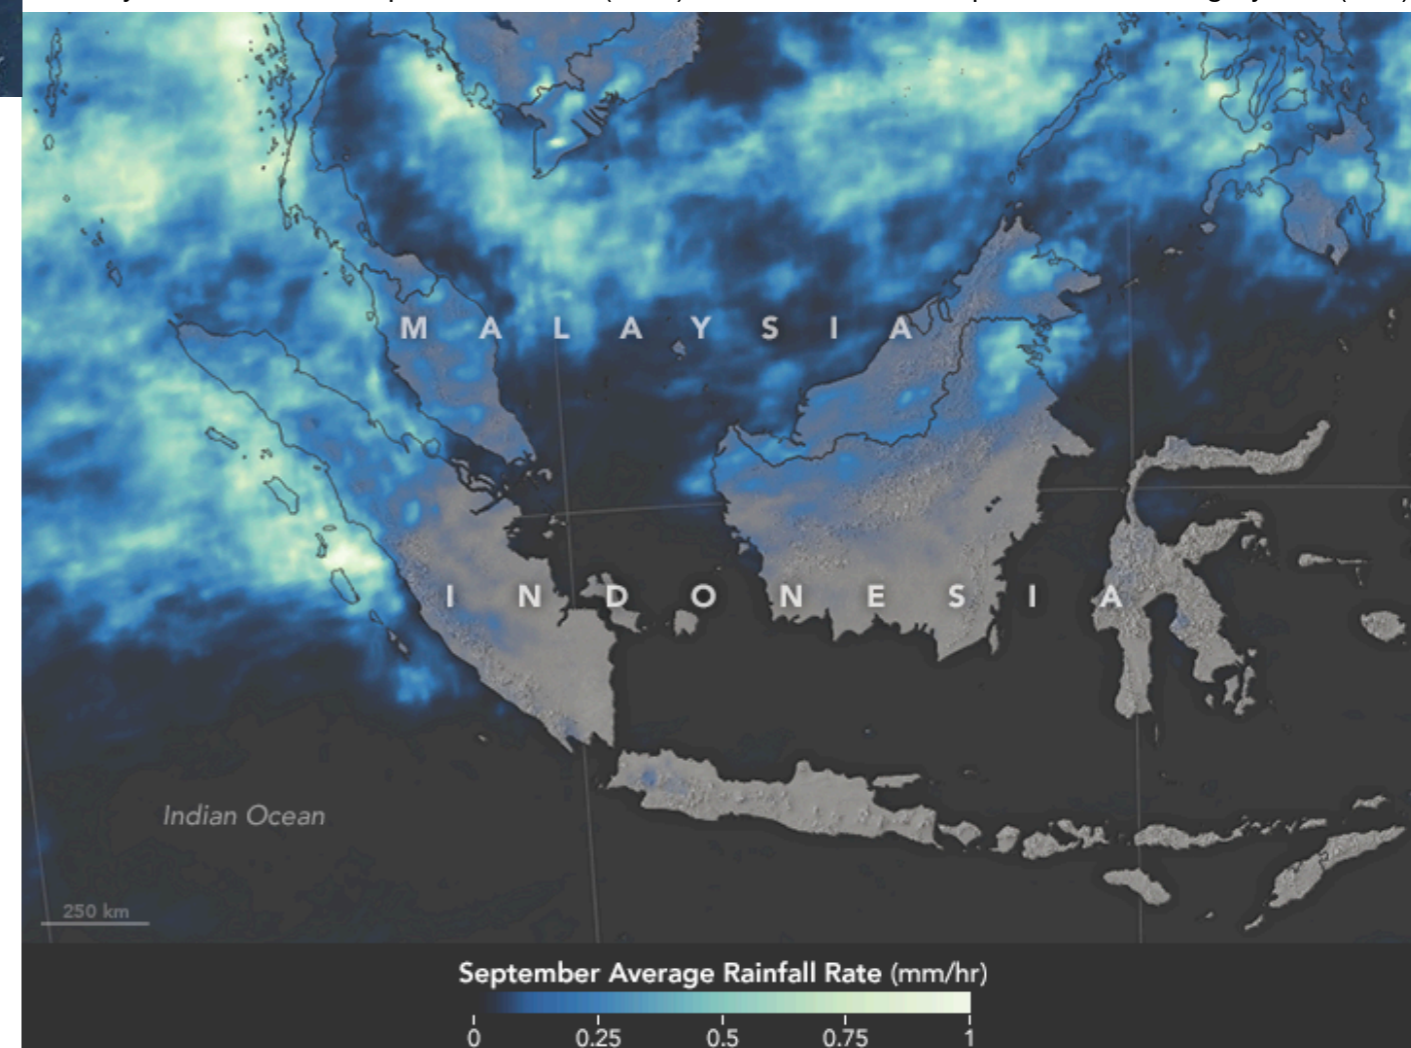 M A L A Y S I A
I N D O N E S I A
Indian Ocean
250 km
September Average Rainfall Rate (mm/hr)
0 0.25 0.5 0.75 1